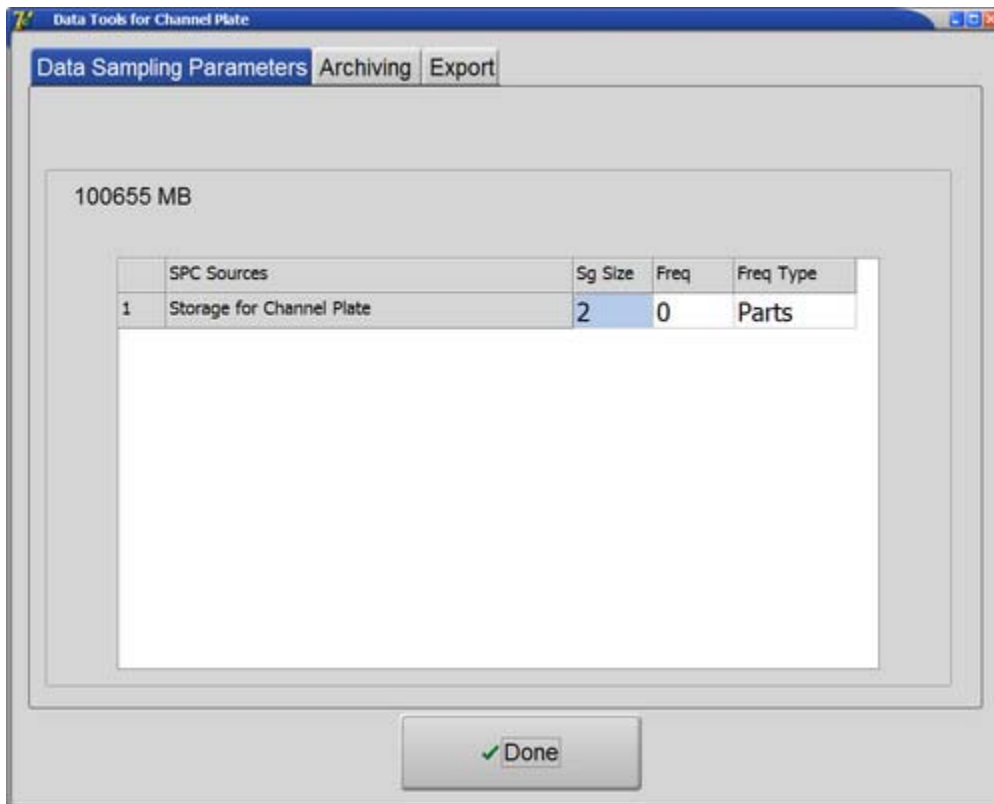 Data Tools for Channel Plate
Data Sampling Parameters Archiving Export
100655 MB
SPC Sources Sg Size Freq Freq Type
1 Storage for Channel Plate 2 0 Parts
Done